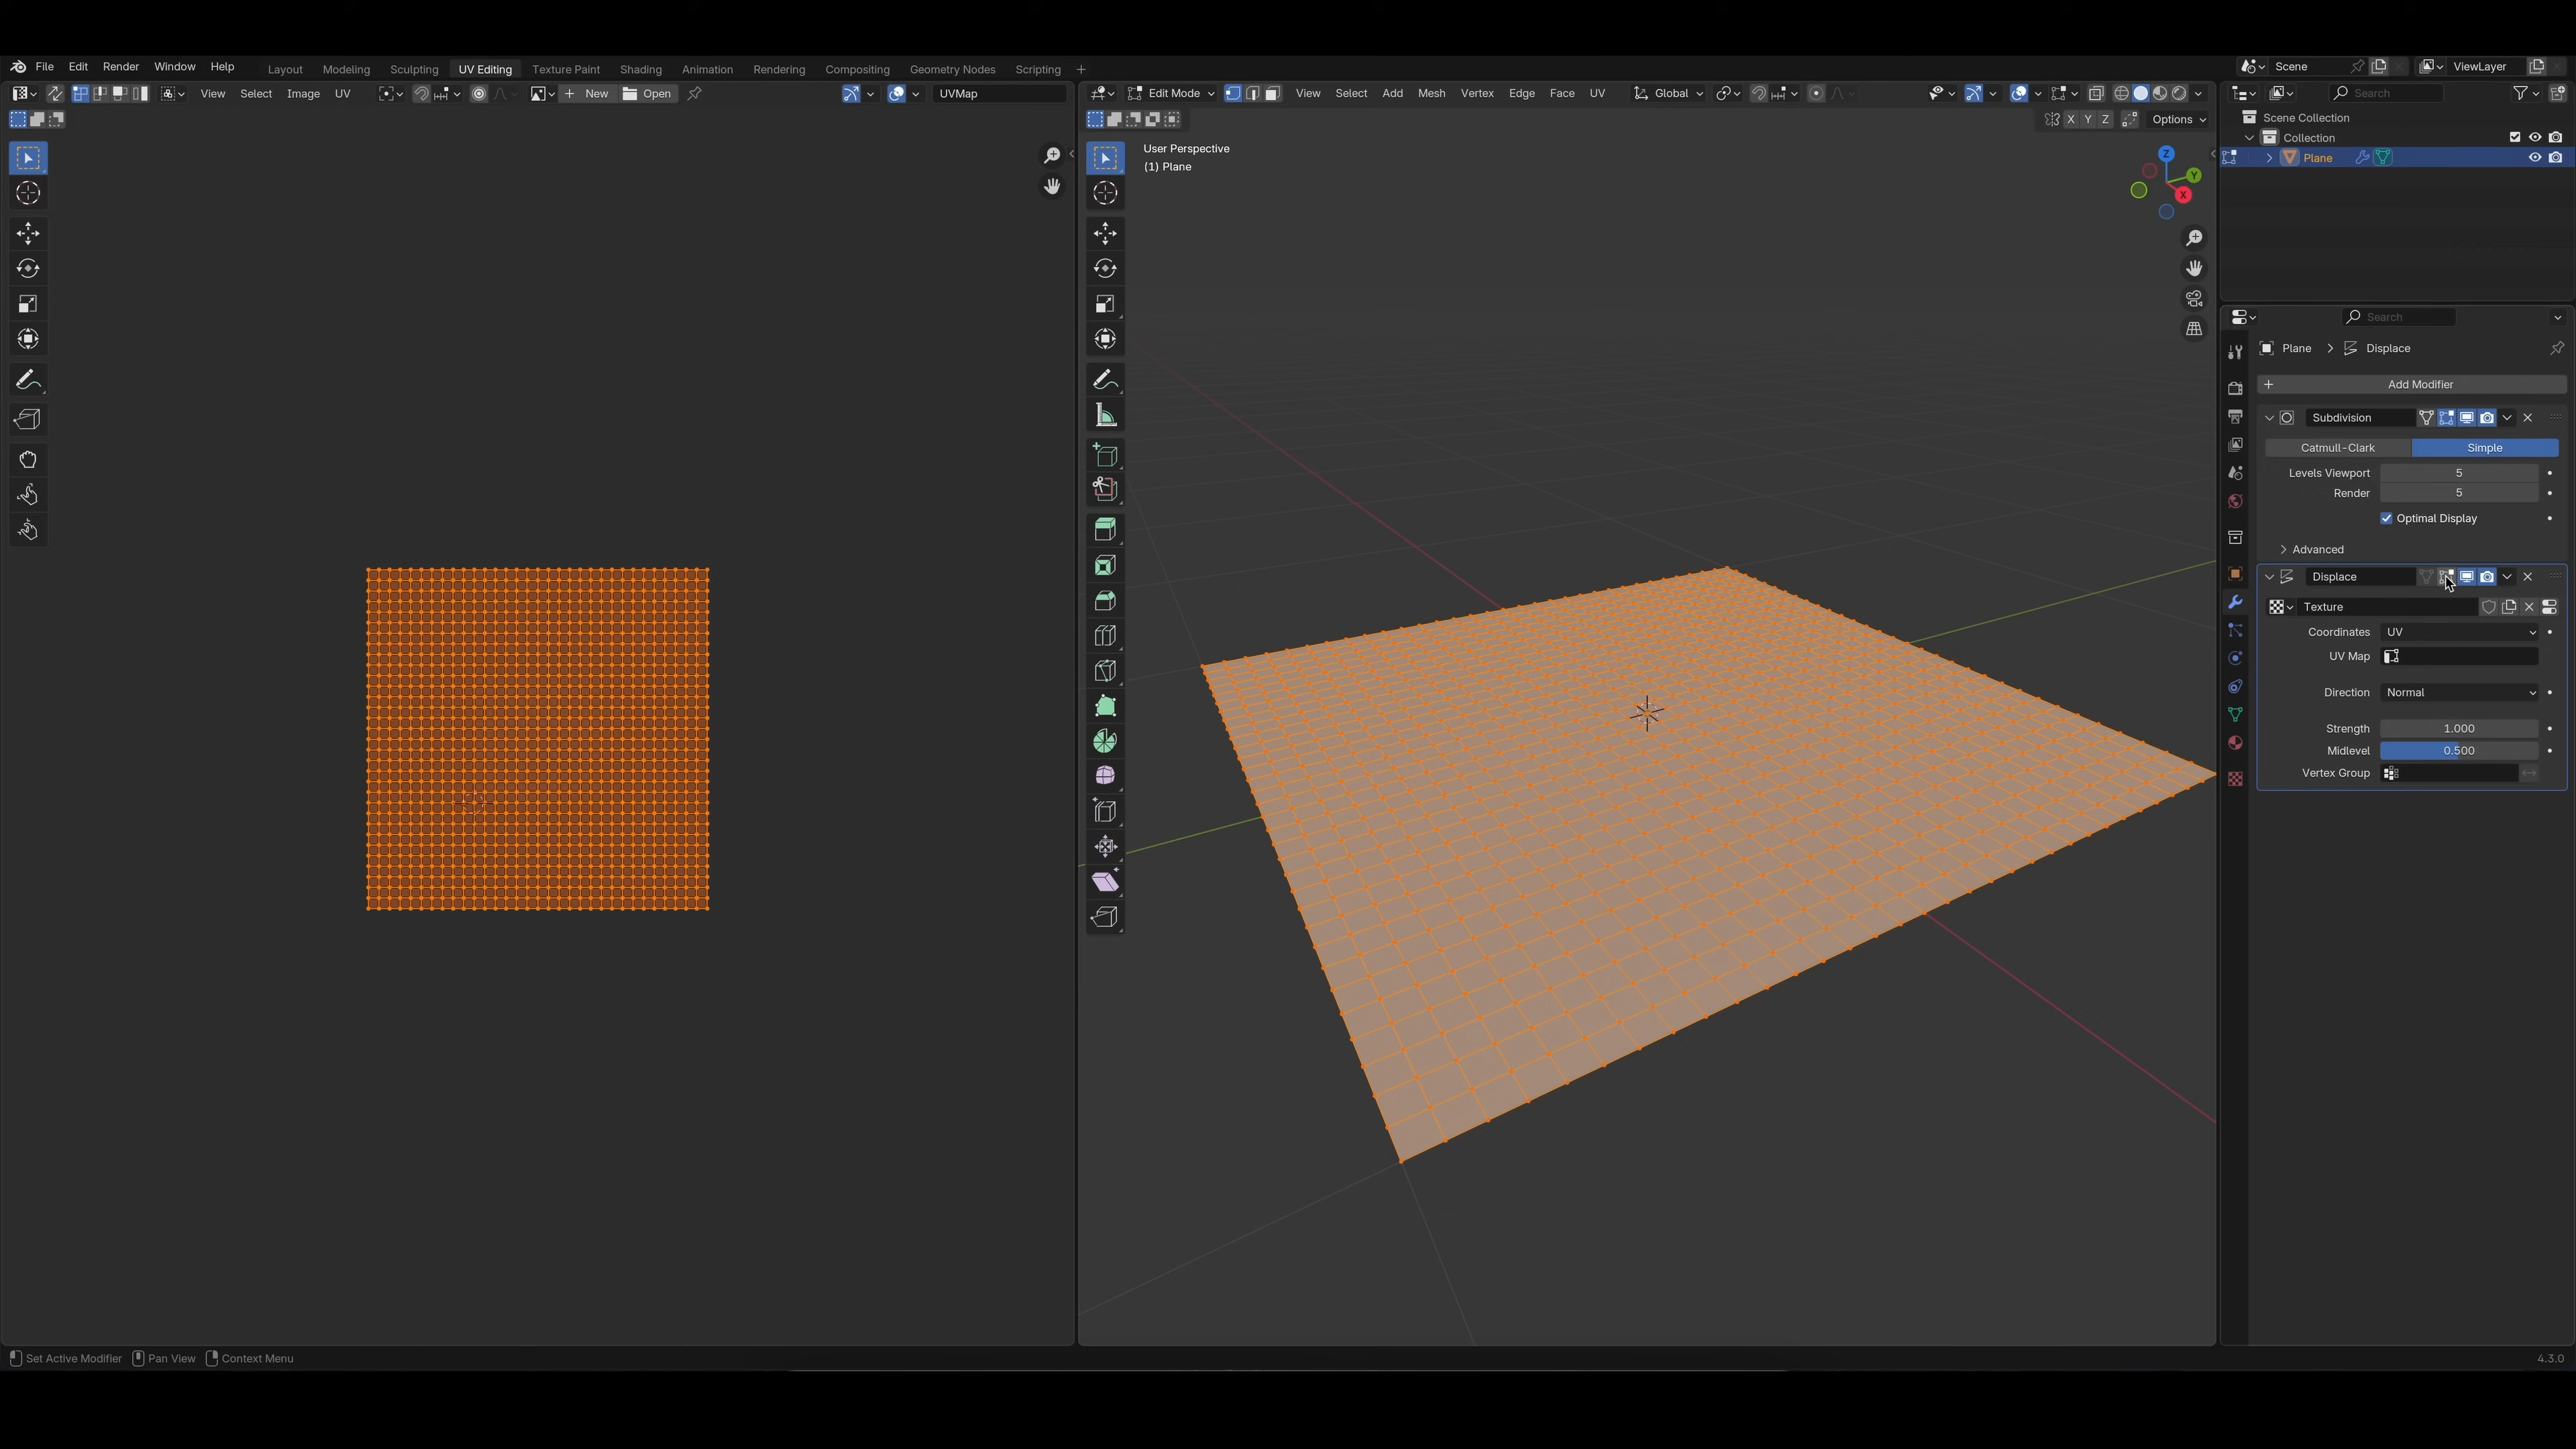 File Edit Render Window Help Layout Modeling Sculpting UV Editing Texture Paint Shading Animation Rendering Compositing Geometry Nodes Scripting + Scene ViewLayer
View Select Image UV New Open UVMap
Edit Mode View Select Add Mesh Vertex Edge Face UV Global Search
X Y Z Options
Scene Collection
Collection
Plane
User Perspective
(1) Plane
Z
Y
X
Search
Plane > Displace
+ Add Modifier
Subdivision
Catmull-Clark Simple
Levels Viewport 5
Render 5
Optimal Display
Advanced
Displace
Texture
Coordinates UV
UV Map
Direction Normal
Strength 1.000
Midlevel 0.500
Vertex Group
Set Active Modifier Pan View Context Menu 4.3.0